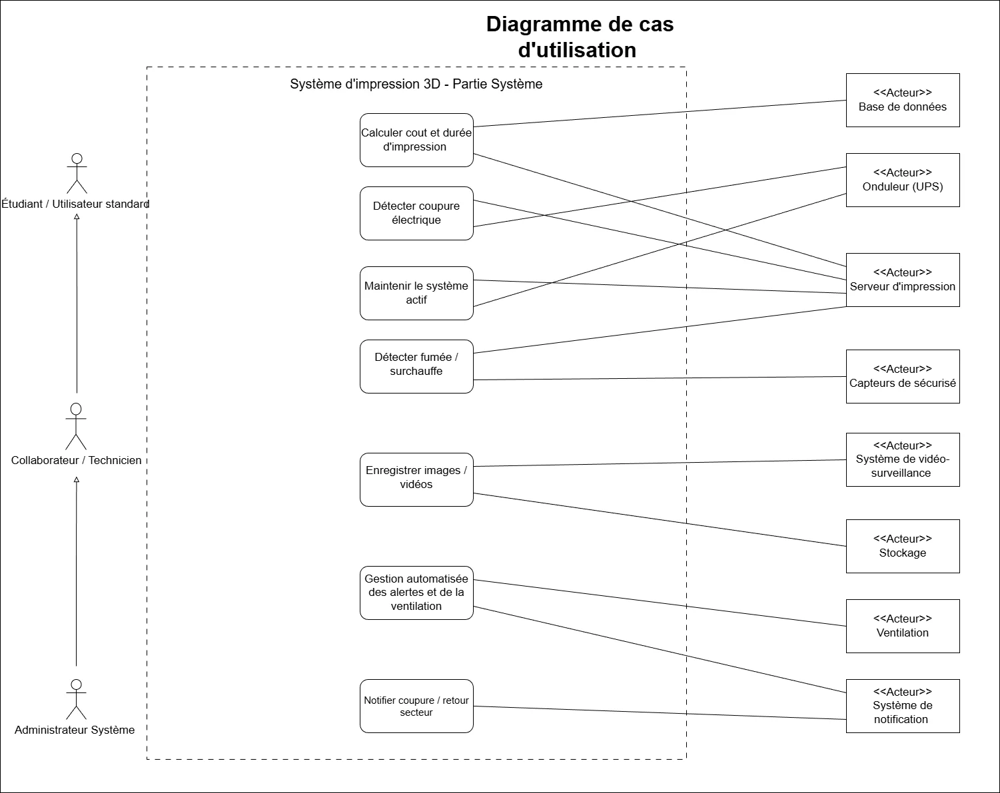 Diagramme de cas
d'utilisation
Système d'impression 3D - Partie Système
Étudiant / Utilisateur standard
Collaborateur / Technicien
Administrateur Système
Calculer cout et durée
d'impression
Détecter coupure
électrique
Maintenir le système
actif
Détecter fumée /
surchauffe
Enregistrer images /
vidéos
Gestion automatisée
des alertes et de la
ventilation
Notifier coupure / retour
secteur
<<Acteur>>
Base de données
<<Acteur>>
Onduleur (UPS)
<<Acteur>>
Serveur d'impression
<<Acteur>>
Capteurs de sécurisé
<<Acteur>>
Système de vidéo-
surveillance
<<Acteur>>
Stockage
<<Acteur>>
Ventilation
<<Acteur>>
Système de
notification